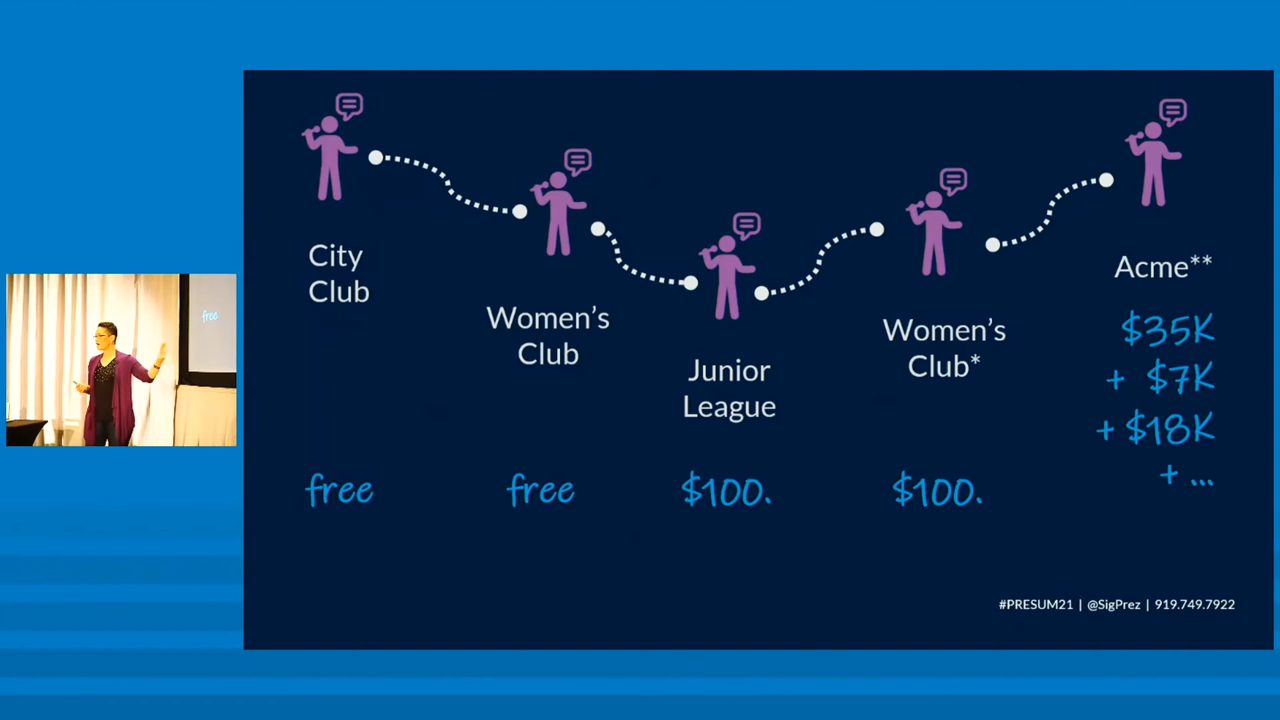 City
Club
Women’s
Club
Junior
League
Women’s
Club*
Acme**
$35K
+ $7K
+ $18K
+ ...
free
free
$100.
$100.
#PRESUM21 | @SigPrez | 919.749.7922
free